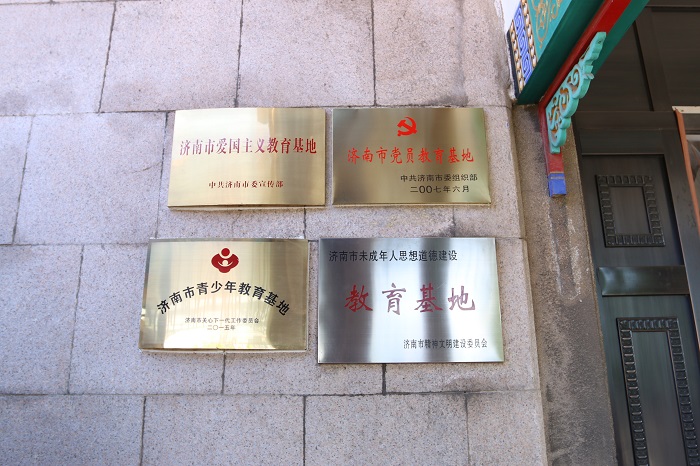 济南市爱国主义教育基地
中共济南市委宣传部
济南市党员教育基地
中共济南市委组织部
二〇〇七年六月
济南市青少年教育基地
济南市关心下一代工作委员会
二〇一五年
济南市未成年人思想道德建设
教育基地
济南市精神文明建设委员会